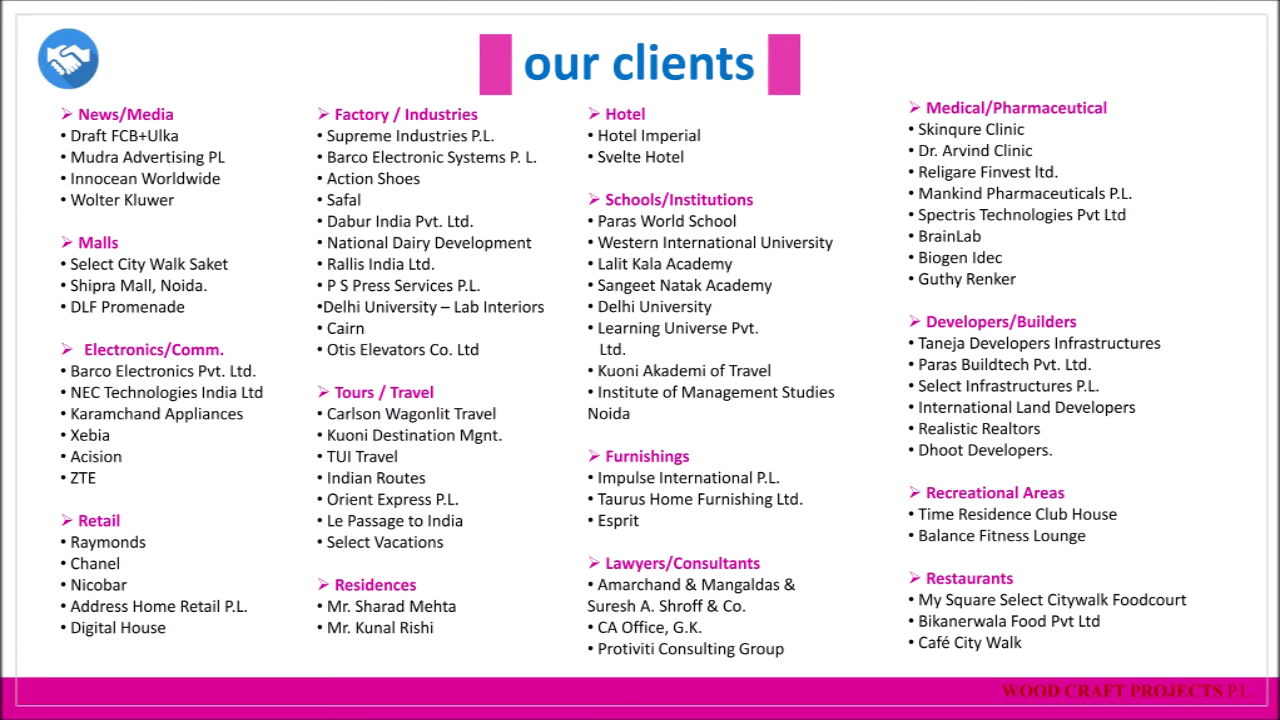 our clients
➢ News/Media
• Draft FCB+Ulka
• Mudra Advertising PL
• Innocean Worldwide
• Wolter Kluwer
➢ Malls
• Select City Walk Saket
• Shipra Mall, Noida.
• DLF Promenade
➢ Electronics/Comm.
• Barco Electronics Pvt. Ltd.
• NEC Technologies India Ltd
• Karamchand Appliances
• Xebia
• Acision
• ZTE
➢ Retail
• Raymonds
• Chanel
• Nicobar
• Address Home Retail P.L.
• Digital House
➢ Factory / Industries
• Supreme Industries P.L.
• Barco Electronic Systems P. L.
• Action Shoes
• Safal
• Dabur India Pvt. Ltd.
• National Dairy Development
• Rallis India Ltd.
• P S Press Services P.L.
•Delhi University – Lab Interiors
• Cairn
• Otis Elevators Co. Ltd
➢ Tours / Travel
• Carlson Wagonlit Travel
• Kuoni Destination Mgnt.
• TUI Travel
• Indian Routes
• Orient Express P.L.
• Le Passage to India
• Select Vacations
➢ Residences
• Mr. Sharad Mehta
• Mr. Kunal Rishi
➢ Hotel
• Hotel Imperial
• Svelte Hotel
➢ Schools/Institutions
• Paras World School
• Western International University
• Lalit Kala Academy
• Sangeet Natak Academy
• Delhi University
• Learning Universe Pvt.
Ltd.
• Kuoni Akademi of Travel
• Institute of Management Studies
Noida
➢ Furnishings
• Impulse International P.L.
• Taurus Home Furnishing Ltd.
• Esprit
➢ Lawyers/Consultants
• Amarchand & Mangaldas &
Suresh A. Shroff & Co.
• CA Office, G.K.
• Protiviti Consulting Group
➢ Medical/Pharmaceutical
• Skinqure Clinic
• Dr. Arvind Clinic
• Religare Finvest ltd.
• Mankind Pharmaceuticals P.L.
• Spectris Technologies Pvt Ltd
• BrainLab
• Biogen Idec
• Guthy Renker
➢ Developers/Builders
• Taneja Developers Infrastructures
• Paras Buildtech Pvt. Ltd.
• Select Infrastructures P.L.
• International Land Developers
• Realistic Realtors
• Dhoot Developers.
➢ Recreational Areas
• Time Residence Club House
• Balance Fitness Lounge
➢ Restaurants
• My Square Select Citywalk Foodcourt
• Bikanerwala Food Pvt Ltd
• Café City Walk
WOOD CRAFT PROJECTS P.L.